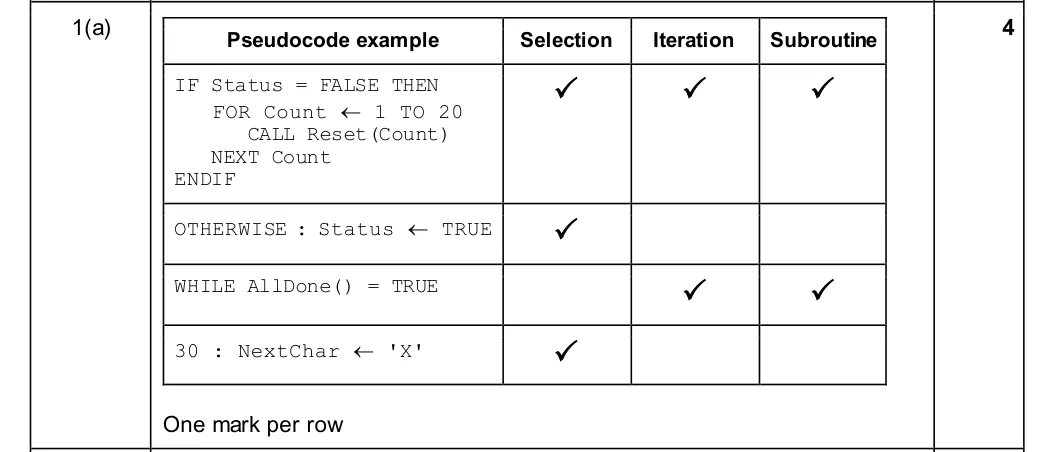 1(a)
4
Pseudocode example Selection Iteration Subroutine
IF Status = FALSE THEN ✓ ✓ ✓
FOR Count ← 1 TO 20
CALL Reset(Count)
NEXT Count
ENDIF
OTHERWISE : Status ← TRUE ✓
WHILE AllDone() = TRUE ✓ ✓
30 : NextChar ← 'X' ✓
One mark per row